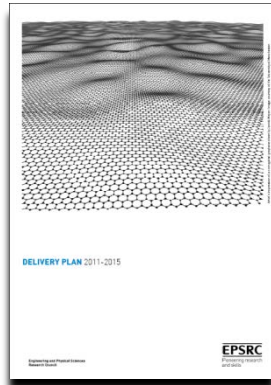 DELIVERY PLAN 2011-2015
Engineering and Physical Sciences
Research Council
EPSRC
Pioneering research
and skills